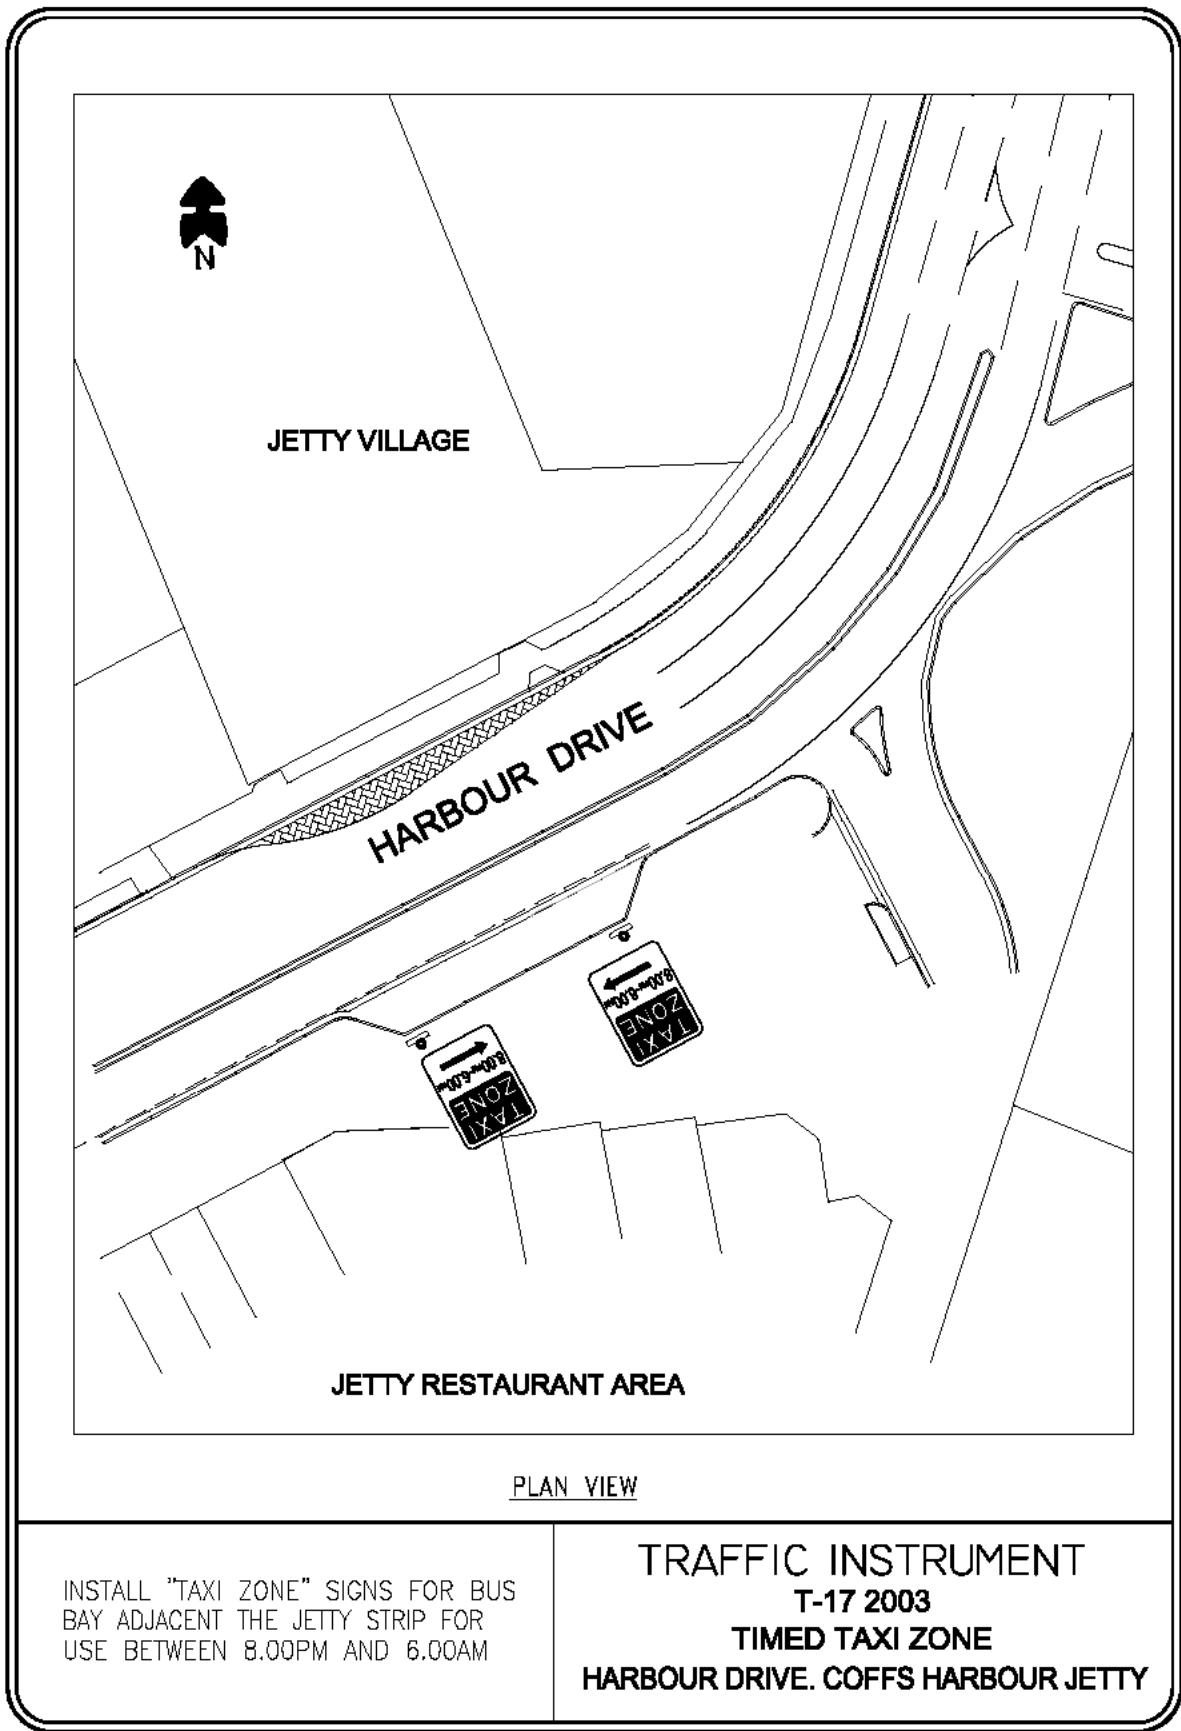 N
JETTY VILLAGE
HARBOUR DRIVE
8.00PM-6.00AM
TAXI
ZONE
8.00PM-6.00AM
TAXI
ZONE
JETTY RESTAURANT AREA
PLAN VIEW
INSTALL "TAXI ZONE" SIGNS FOR BUS
BAY ADJACENT THE JETTY STRIP FOR
USE BETWEEN 8.00PM AND 6.00AM
TRAFFIC INSTRUMENT
T-17 2003
TIMED TAXI ZONE
HARBOUR DRIVE. COFFS HARBOUR JETTY